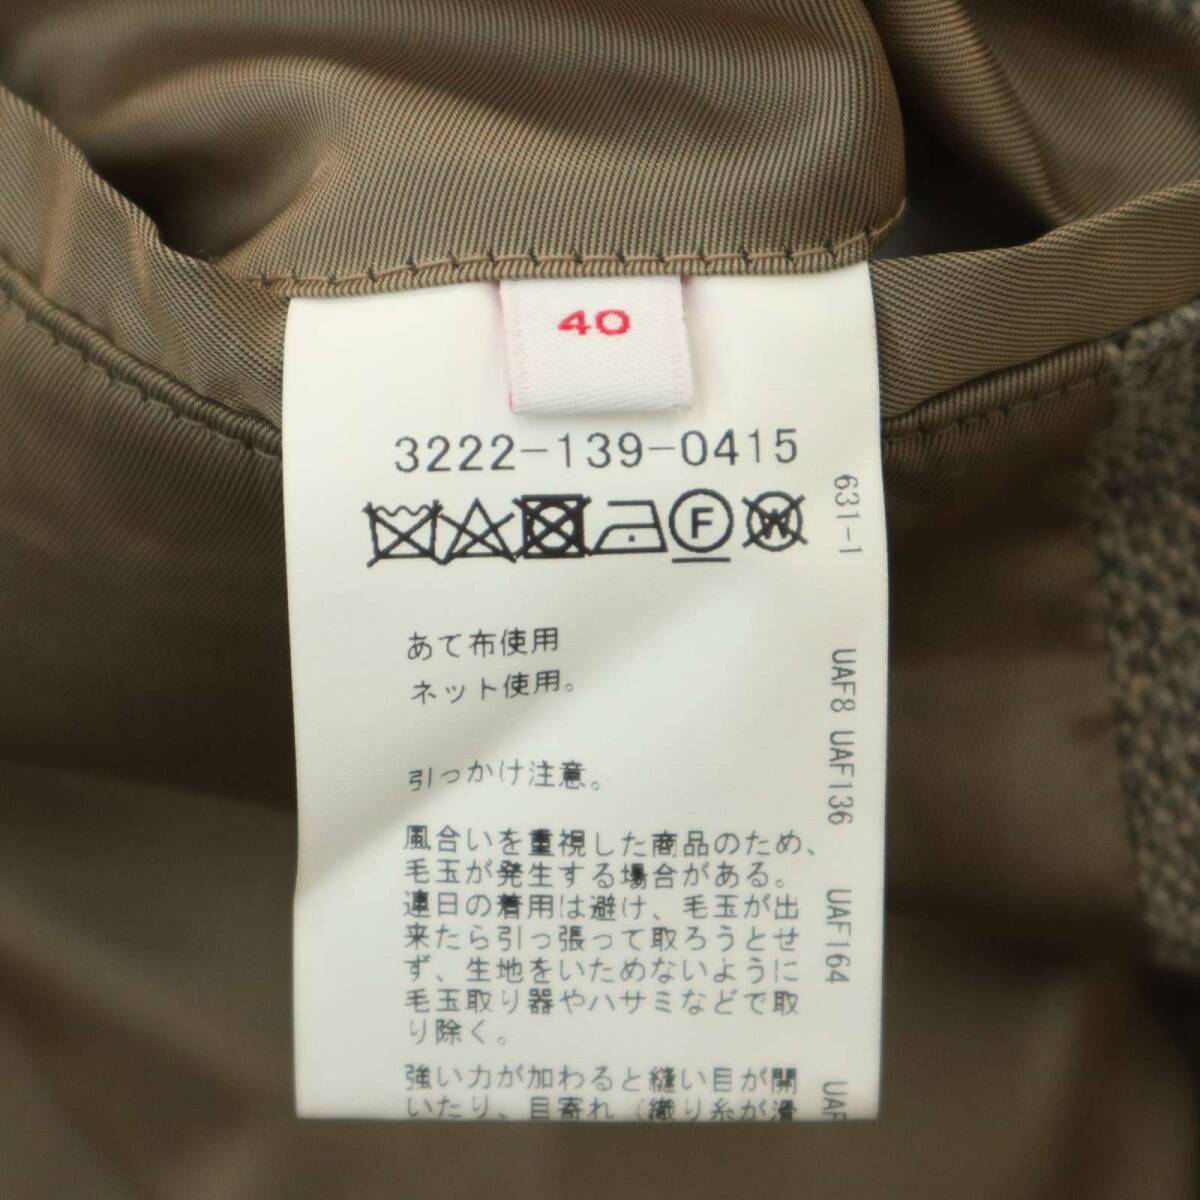 40
3222-139-0415
F
W
あて布使用
ネット使用。
引っかけ注意。
風合いを重視した商品のため、
毛玉が発生する場合がある。
連日の着用は避け、毛玉が出
来たら引っ張って取ろうとせ
ず、生地をいためないように
毛玉取り器やハサミなどで取
り除く。
強い力が加わると縫い目が開
いたり、目寄れ（織り糸が滑
631-1
UAF8 UAF136
UAF164